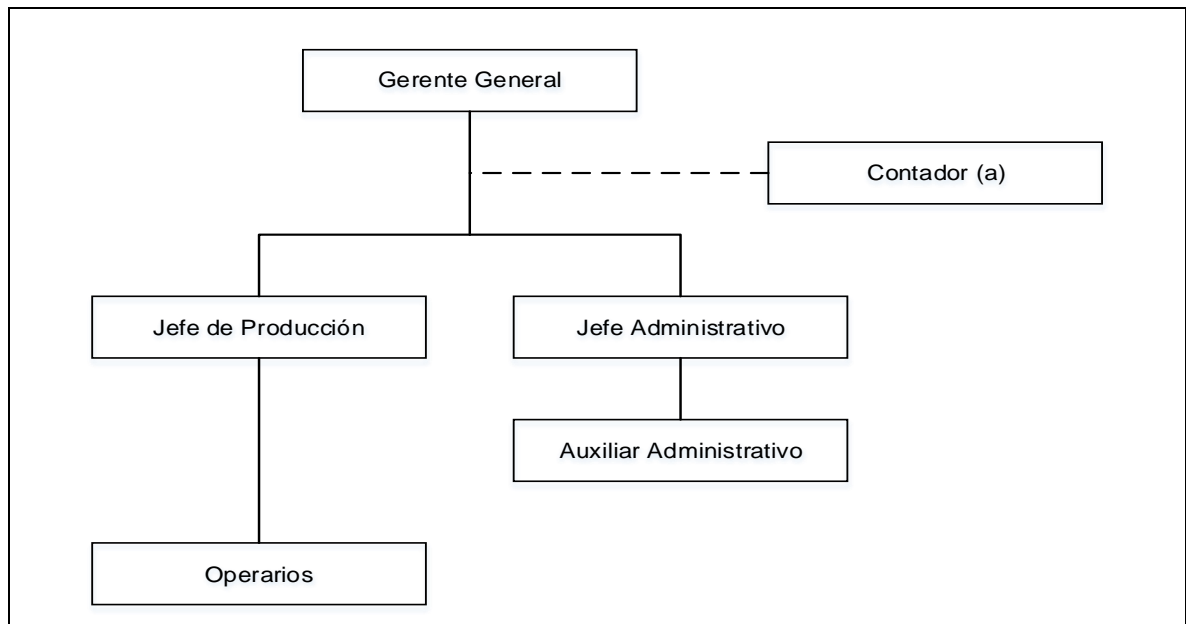 Gerente General
Contador (a)
Jefe de Producción
Jefe Administrativo
Auxiliar Administrativo
Operarios